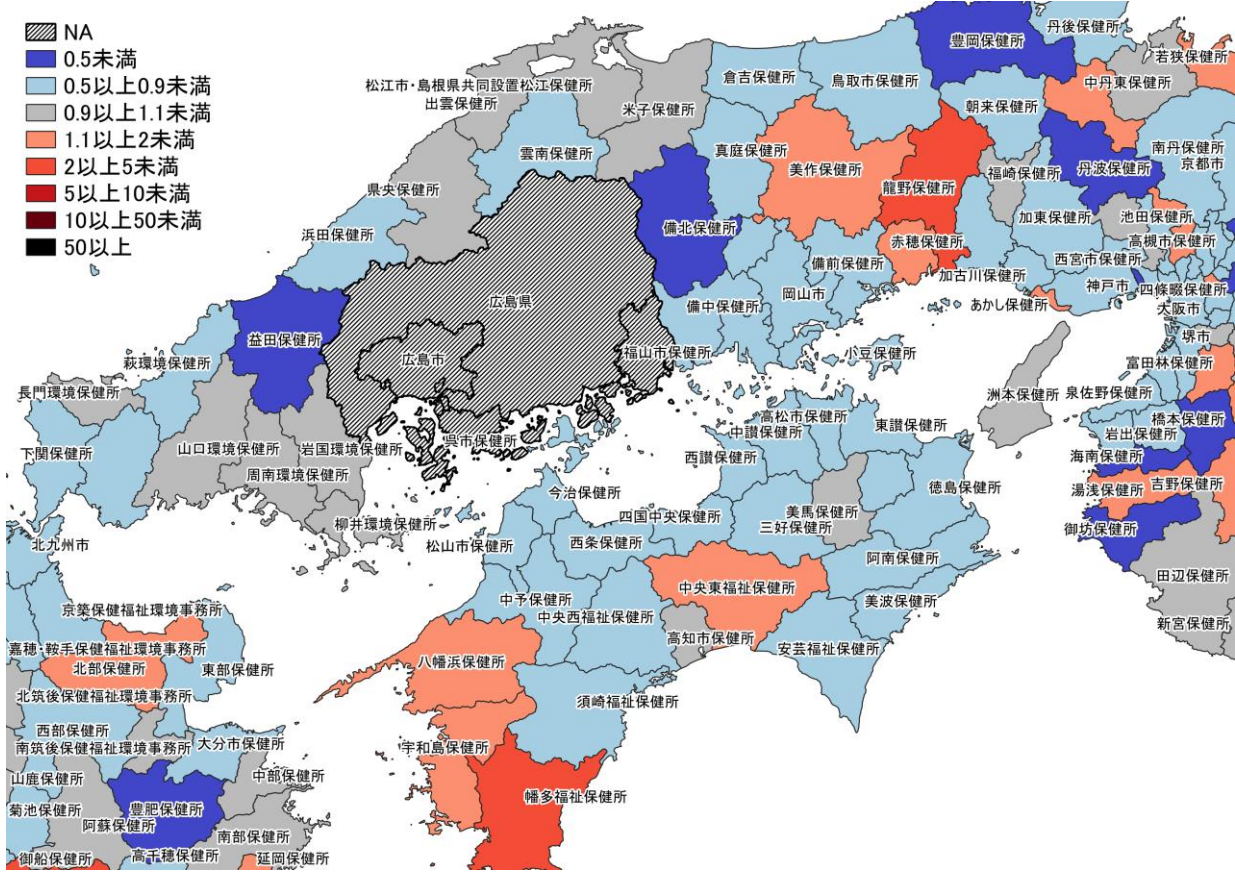 NA
0.5未満
0.5以上0.9未満
0.9以上1.1未満
1.1以上2未満
2以上5未満
5以上10未満
10以上50未満
50以上
豊岡保健所
丹後保健所
若狭保健所
中丹東保健所
松江市・島根県共同設置松江保健所
出雲保健所
米子保健所
倉吉保健所
鳥取市保健所
朝来保健所
雲南保健所
真庭保健所
美作保健所
龍野保健所
福崎保健所
丹波保健所
南丹保健所
京都市
県央保健所
浜田保健所
備北保健所
赤穂保健所
加東保健所
池田保健所
高槻市保健所
西宮市保健所
備前保健所
加古川保健所
神戸市
四條畷保健所
広島県
岡山市
備中保健所
あかし保健所
大阪市
堺市
益田保健所
広島市
福山市保健所
小豆保健所
富田林保健所
萩環境保健所
長門環境保健所
洲本保健所
泉佐野保健所
橋本保健所
岩出保健所
海南保健所
高松市保健所
中讃保健所
東讃保健所
西讃保健所
下関保健所
山口環境保健所
岩国環境保健所
呉市保健所
周南環境保健所
今治保健所
徳島保健所
湯浅保健所
吉野保健所
御坊保健所
四国中央保健所
美馬保健所
三好保健所
柳井環境保健所
松山市保健所
西条保健所
阿南保健所
北九州市
田辺保健所
中央東福祉保健所
中予保健所
中央西福祉保健所
美波保健所
新宮保健所
京築保健福祉環境事務所
高知市保健所
安芸福祉保健所
嘉穂・鞍手保健福祉環境事務所
北部保健所
東部保健所
八幡浜保健所
須崎福祉保健所
北筑後保健福祉環境事務所
西部保健所
南筑後保健福祉環境事務所
大分市保健所
宇和島保健所
山鹿保健所
中部保健所
幡多福祉保健所
菊池保健所
豊肥保健所
阿蘇保健所
南部保健所
御船保健所
高千穂保健所
延岡保健所